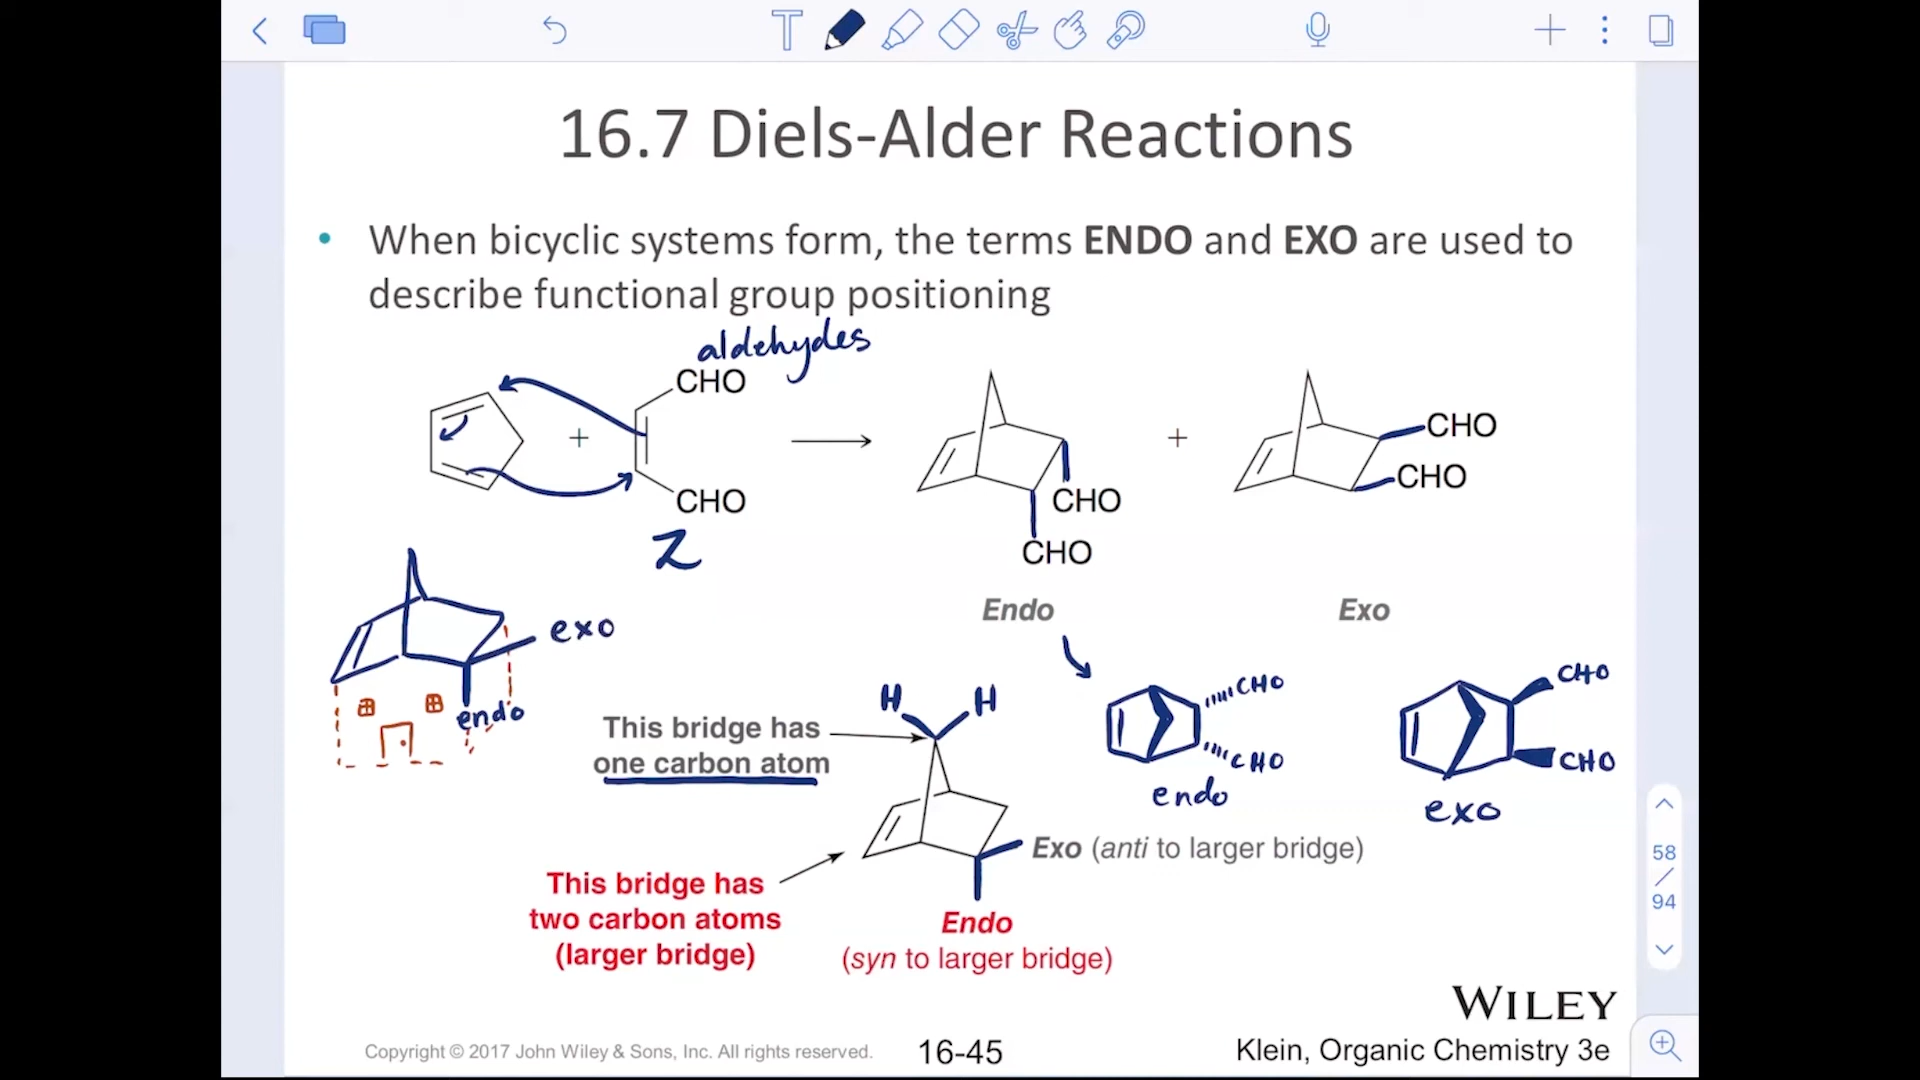 16.7 Diels-Alder Reactions
• When bicyclic systems form, the terms ENDO and EXO are used to
describe functional group positioning
aldehydes
CHO
+
CHO
Z
CHO
CHO
Endo
+
CHO
CHO
Exo
exo
endo
H H
This bridge has
one carbon atom
CHO
CHO
endo
CHO
CHO
exo
Exo (anti to larger bridge)
This bridge has
two carbon atoms
(larger bridge)
Endo
(syn to larger bridge)
58
/
94
WILEY
Copyright © 2017 John Wiley & Sons, Inc. All rights reserved.
16-45
Klein, Organic Chemistry 3e